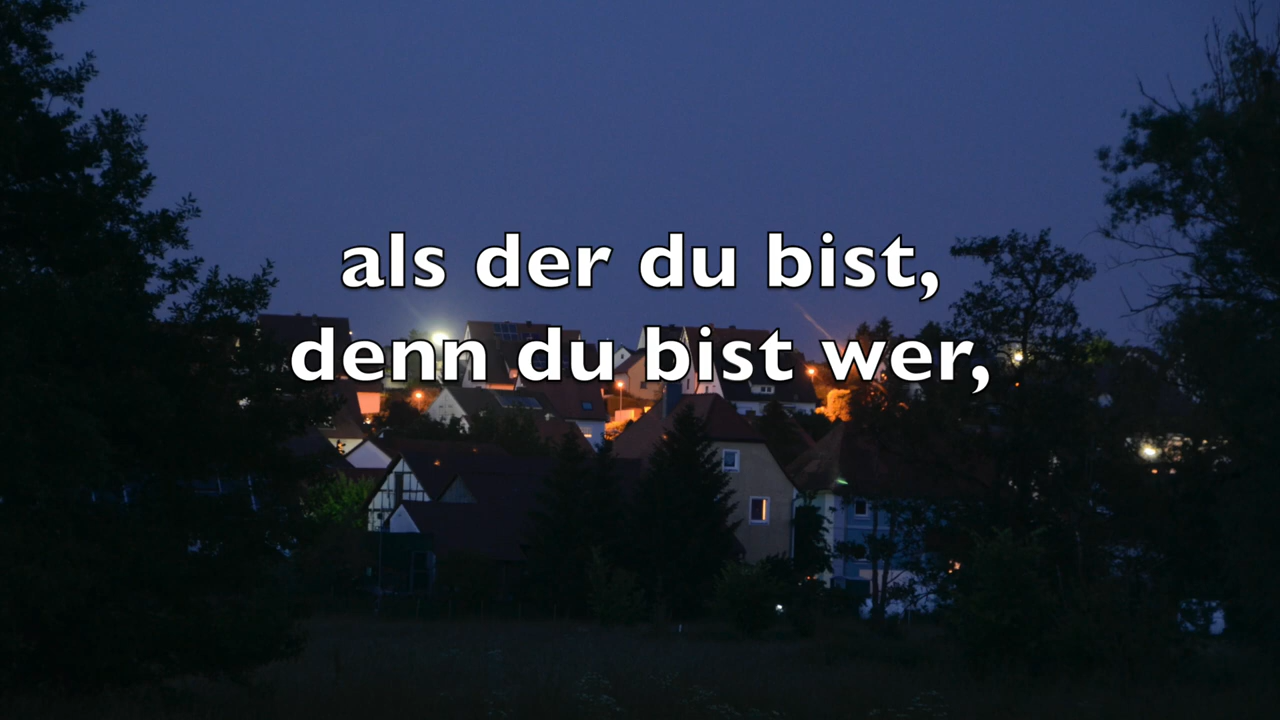 als der du bist,
denn du bist wer,